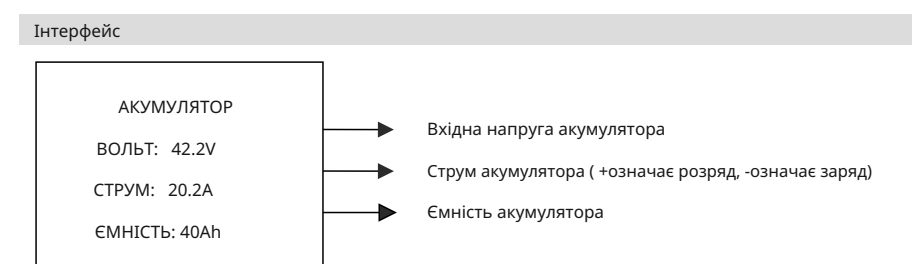 Інтерфейс
АКУМУЛЯТОР
ВОЛЬТ: 42.2V
СТРУМ: 20.2A
ЄМНІСТЬ: 40Ah
Вхідна напруга акумулятора
Струм акумулятора ( +означає розряд, -означає заряд)
Ємність акумулятора